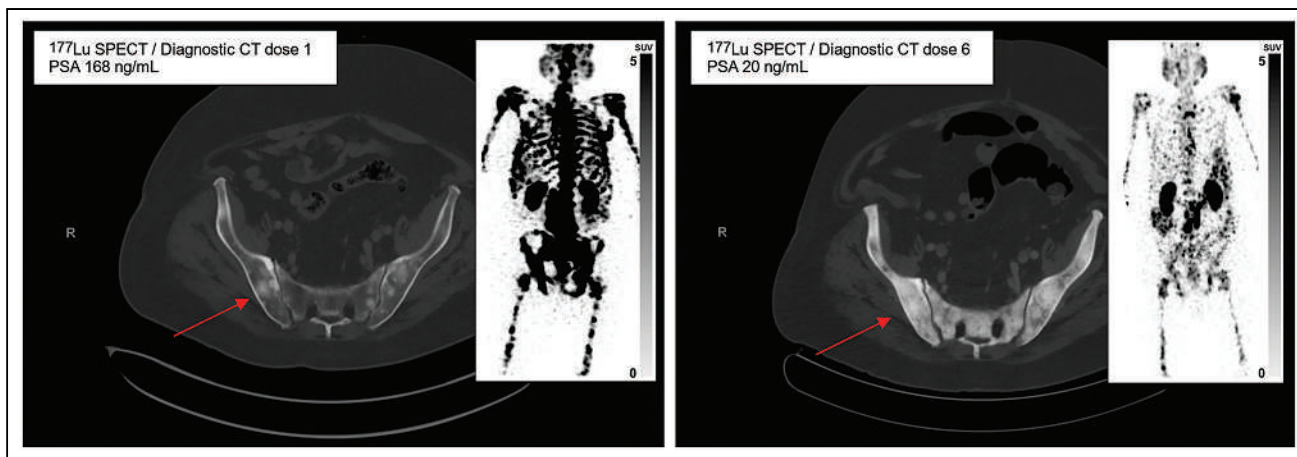 ¹⁷⁷Lu SPECT / Diagnostic CT dose 1
PSA 168 ng/mL
SUV
5
R
0
¹⁷⁷Lu SPECT / Diagnostic CT dose 6
PSA 20 ng/mL
SUV
5
R
0